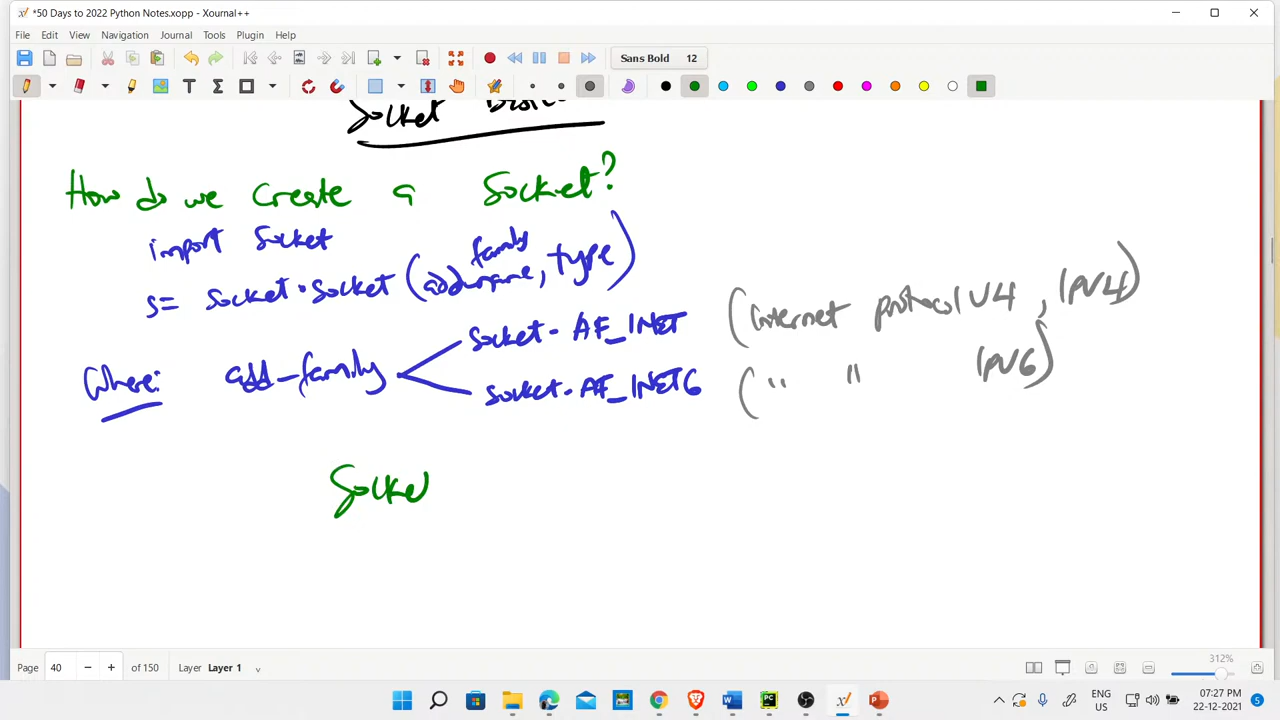 *50 Days to 2022 Python Notes.xopp - Xournal++
File Edit View Navigation Journal Tools Plugin Help
Sans Bold 12
Socket
How do we create a Socket?
import socket
family
s= socket.socket ( , type)
socket. AF_INET (Internet protocol V4, IPV4)
Where: add-family
socket. AF_INET6 (" " IPV6)
Socke
Page 40 of 150 Layer Layer 1 312%
ENG
US
07:27 PM
22-12-2021
5